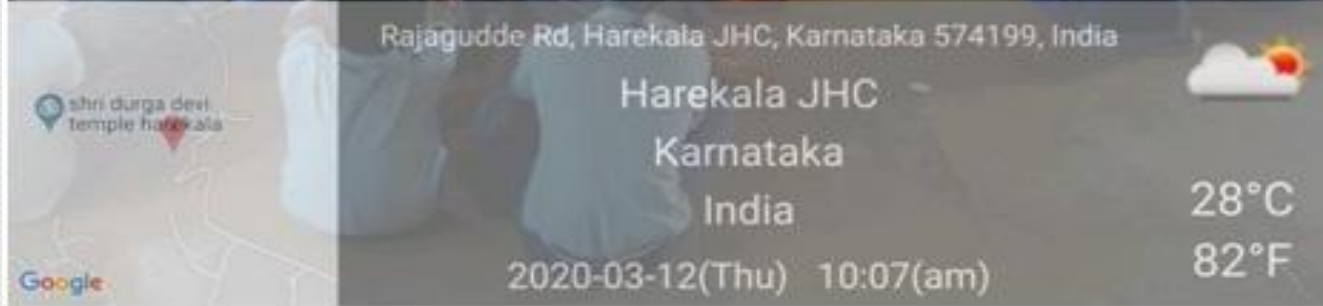 Rajagudde Rd, Harekala JHC, Karnataka 574199, India
Harekala JHC
Karnataka
India
2020-03-12(Thu) 10:07(am)
28°C
82°F
shri durga devi
temple harekala
Google